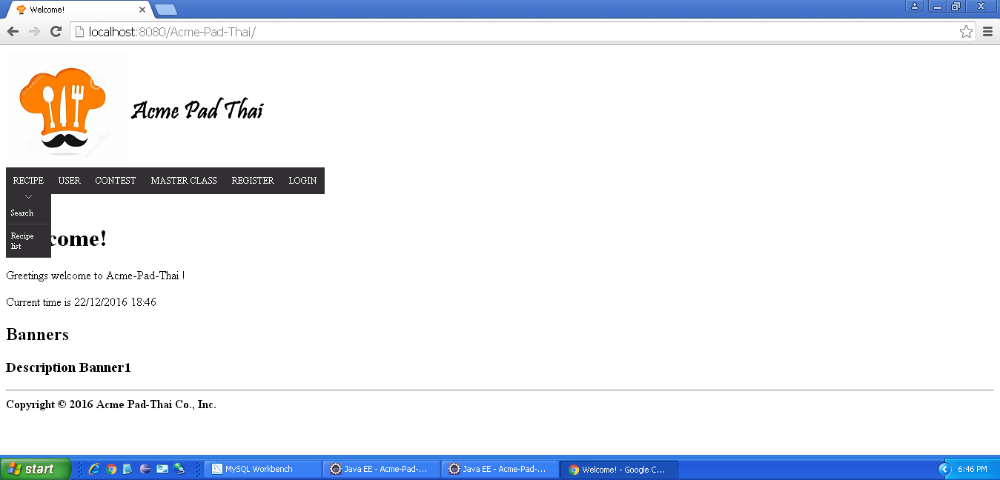 Welcome!
localhost:8080/Acme-Pad-Thai/
Acme Pad Thai
RECIPE USER CONTEST MASTER CLASS REGISTER LOGIN
Search
Recipe
list
come!
Greetings welcome to Acme-Pad-Thai !
Current time is 22/12/2016 18:46
Banners
Description Banner1
Copyright © 2016 Acme Pad-Thai Co., Inc.
start MySQL Workbench Java EE - Acme-Pad-... Java EE - Acme-Pad-... Welcome! - Google C... 6:46 PM